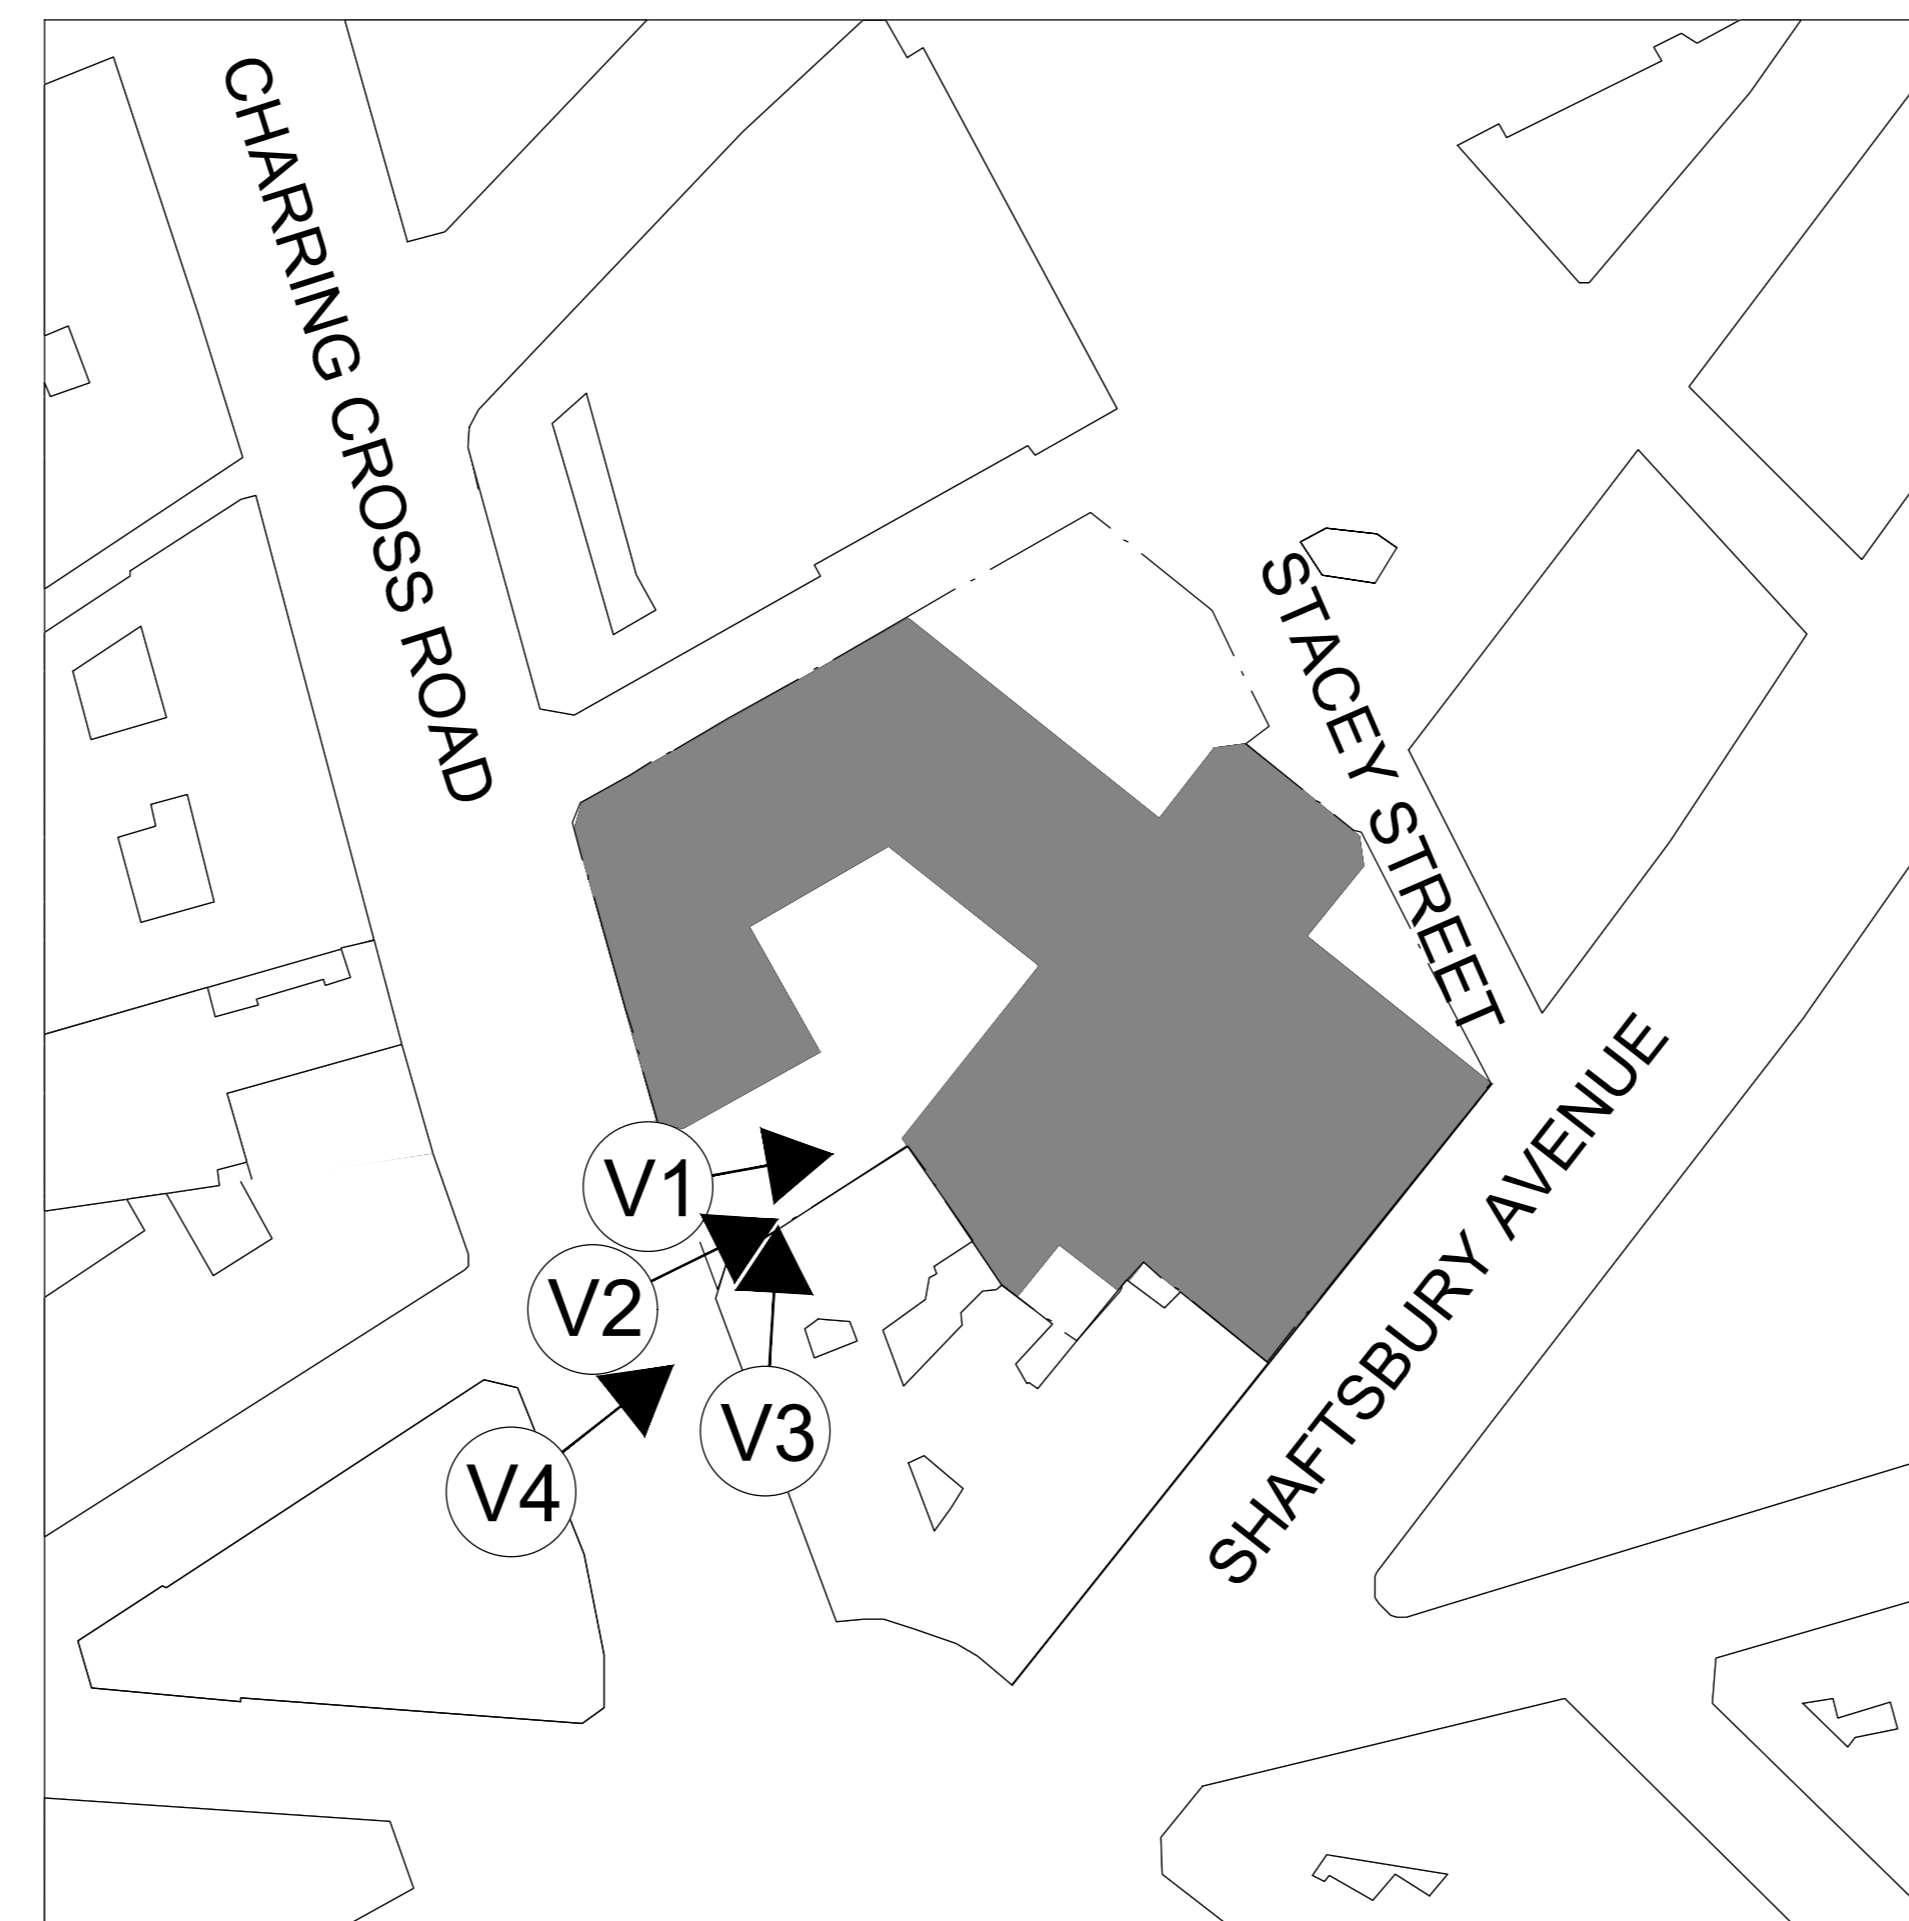 CHARRING CROSS ROAD
STACEY STREET
SHAFTSBURY AVENUE
V1
V2
V3
V4